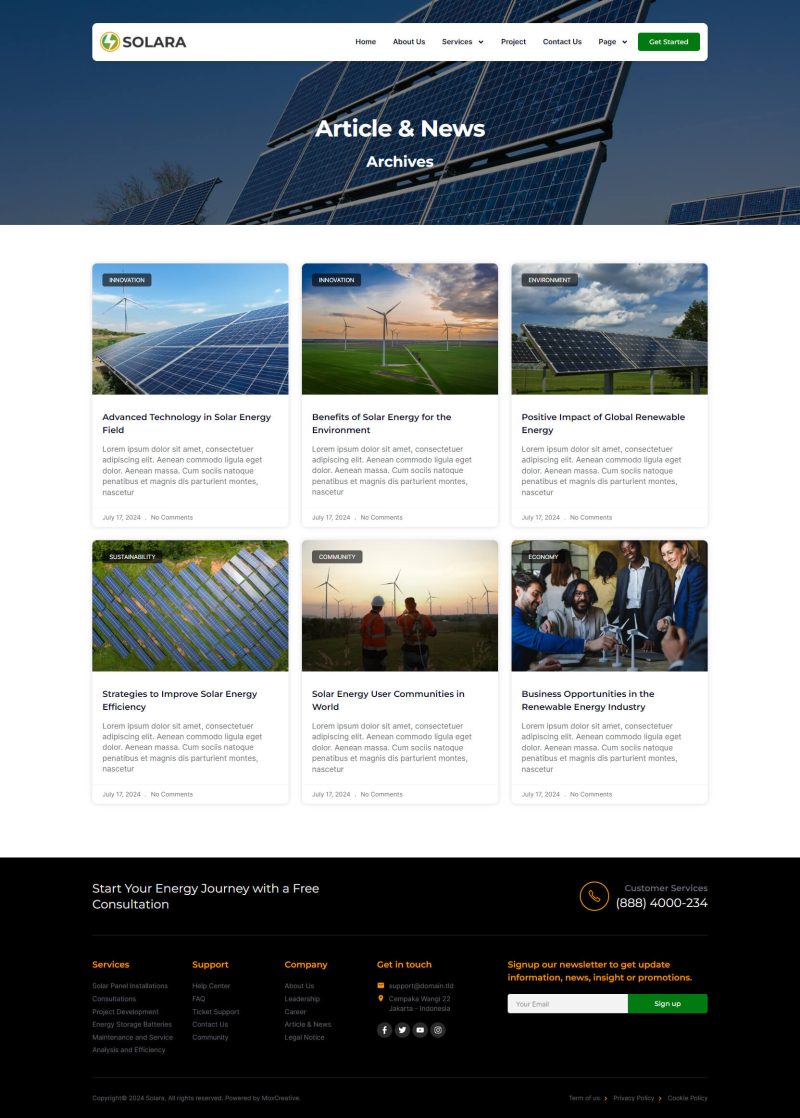 SOLARA
Home
About Us
Services
Project
Contact Us
Page
Get Started
Article & News
Archives
INNOVATION
Advanced Technology in Solar Energy
Field
Lorem ipsum dolor sit amet, consectetuer
adipiscing elit. Aenean commodo ligula eget
dolor. Aenean massa. Cum sociis natoque
penatibus et magnis dis parturient montes,
nascetur
July 17, 2024 . No Comments
INNOVATION
Benefits of Solar Energy for the
Environment
Lorem ipsum dolor sit amet, consectetuer
adipiscing elit. Aenean commodo ligula eget
dolor. Aenean massa. Cum sociis natoque
penatibus et magnis dis parturient montes,
nascetur
July 17, 2024 . No Comments
ENVIRONMENT
Positive Impact of Global Renewable
Energy
Lorem ipsum dolor sit amet, consectetuer
adipiscing elit. Aenean commodo ligula eget
dolor. Aenean massa. Cum sociis natoque
penatibus et magnis dis parturient montes,
nascetur
July 17, 2024 . No Comments
SUSTAINABILITY
Strategies to Improve Solar Energy
Efficiency
Lorem ipsum dolor sit amet, consectetuer
adipiscing elit. Aenean commodo ligula eget
dolor. Aenean massa. Cum sociis natoque
penatibus et magnis dis parturient montes,
nascetur
July 17, 2024 . No Comments
COMMUNITY
Solar Energy User Communities in
World
Lorem ipsum dolor sit amet, consectetuer
adipiscing elit. Aenean commodo ligula eget
dolor. Aenean massa. Cum sociis natoque
penatibus et magnis dis parturient montes,
nascetur
July 17, 2024 . No Comments
ECONOMY
Business Opportunities in the
Renewable Energy Industry
Lorem ipsum dolor sit amet, consectetuer
adipiscing elit. Aenean commodo ligula eget
dolor. Aenean massa. Cum sociis natoque
penatibus et magnis dis parturient montes,
nascetur
July 17, 2024 . No Comments
Start Your Energy Journey with a Free
Consultation
Customer Services
(888) 4000-234
Services
Solar Panel Installations
Consultations
Project Development
Energy Storage Batteries
Maintenance and Service
Analysis and Efficiency
Support
Help Center
FAQ
Ticket Support
Contact Us
Community
Company
About Us
Leadership
Career
Article & News
Legal Notice
Get in touch
support@domain.tld
Cempaka Wangi 22
Jakarta – Indonesia
Signup our newsletter to get update
information, news, insight or promotions.
Your Email
Sign up
Copyright© 2024 Solara, All rights reserved. Powered by MoxCreative.
Term of us
Privacy Policy
Cookie Policy